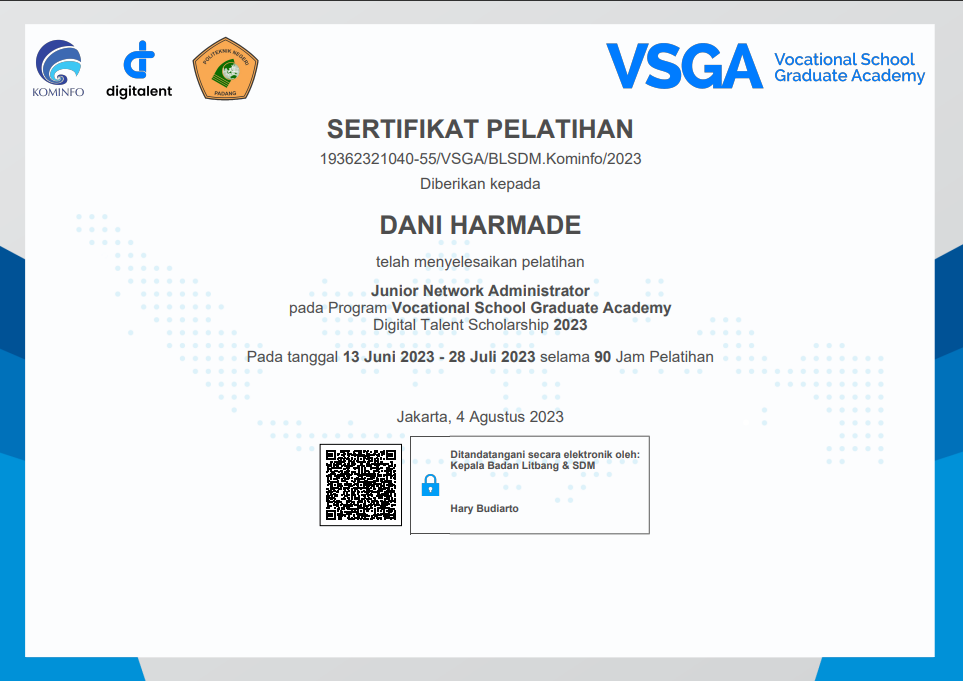 KOMINFO
digitalent
POLITEKNIK NEGERI
PADANG
VSGA
Vocational School
Graduate Academy
SERTIFIKAT PELATIHAN
19362321040-55/VSGA/BLSDM.Kominfo/2023
Diberikan kepada
DANI HARMADE
telah menyelesaikan pelatihan
Junior Network Administrator
pada Program Vocational School Graduate Academy
Digital Talent Scholarship 2023
Pada tanggal 13 Juni 2023 - 28 Juli 2023 selama 90 Jam Pelatihan
Jakarta, 4 Agustus 2023
Ditandatangani secara elektronik oleh:
Kepala Badan Litbang & SDM
Hary Budiarto